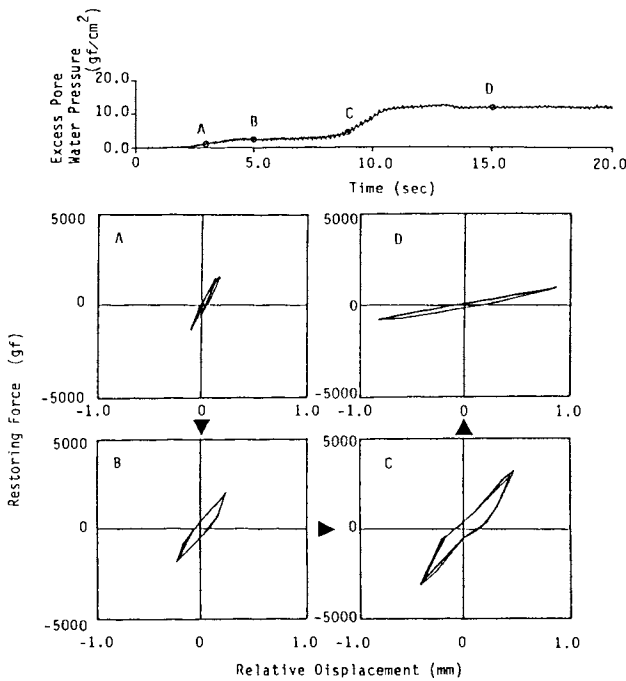 Excess Pore
Water Pressure
(gf/cm²)
20.0
10.0
0.0
A
B
C
D
0
5.0
10.0
15.0
20.0
Time (sec)
Restoring Force (gf)
5000
A
0
-5000
-1.0
0
1.0
D
0
-5000
-1.0
0
1.0
5000
B
0
-5000
-1.0
0
1.0
5000
C
0
-5000
-1.0
0
1.0
Relative Displacement (mm)